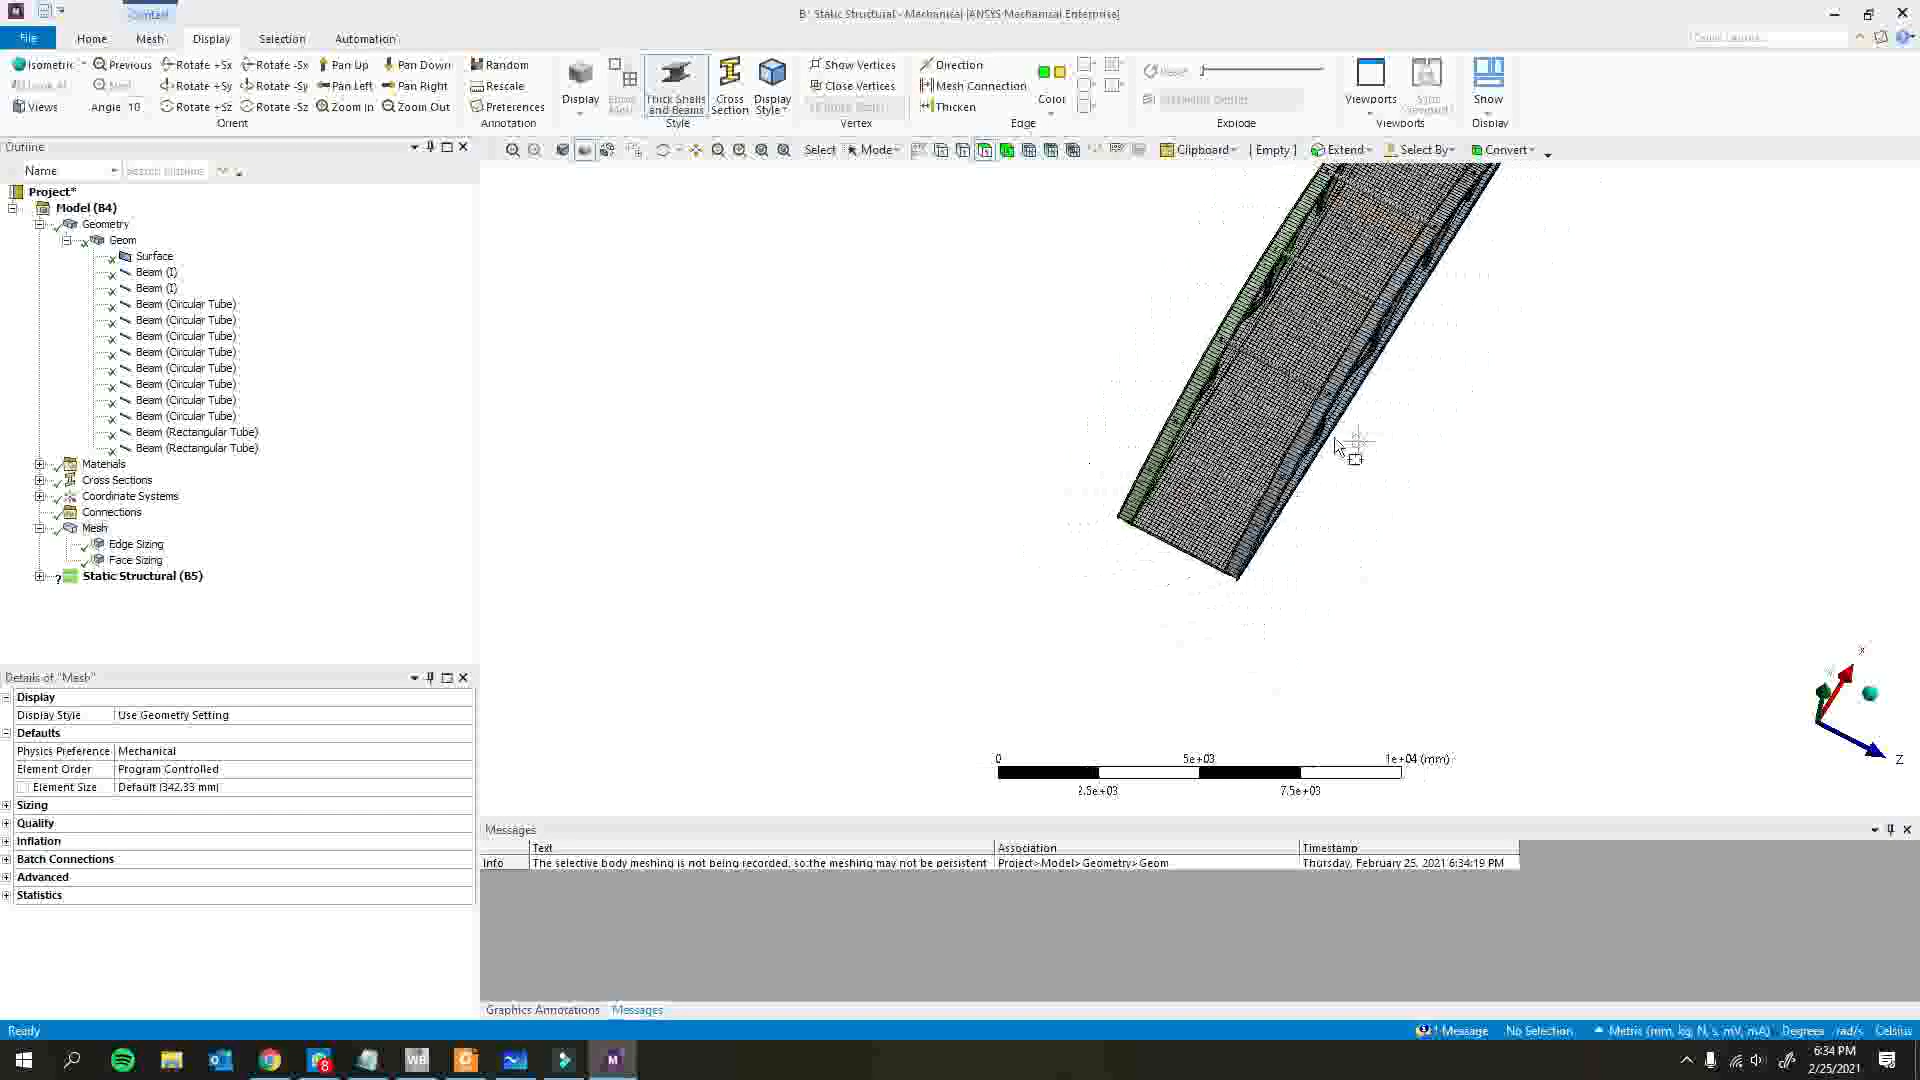 Context
B: Static Structural - Mechanical [ANSYS Mechanical Enterprise]
File Home Mesh Display Selection Automation
Isometric Previous Rotate +Sx Rotate -Sx Pan Up Pan Down Random Show Vertices Direction
Look At Rotate +Sy Rotate -Sy Pan Left Pan Right Rescale Close Vertices Mesh Connection
Views Angle 10 Rotate +Sz Rotate -Sz Zoom In Zoom Out Preferences Thicken
Display Thick Shells and Beams Cross Section Display Style Color Viewports Sync Viewports Show
Orient Annotation Style Vertex Edge Explode Viewports Display
Outline
Select Mode Clipboard [ Empty ] Extend Select By Convert
Name Search Outline
Project*
Model (B4)
Geometry
Geom
Surface
Beam (I)
Beam (I)
Beam (Circular Tube)
Beam (Circular Tube)
Beam (Circular Tube)
Beam (Circular Tube)
Beam (Circular Tube)
Beam (Circular Tube)
Beam (Circular Tube)
Beam (Circular Tube)
Beam (Rectangular Tube)
Beam (Rectangular Tube)
Materials
Cross Sections
Coordinate Systems
Connections
Mesh
Edge Sizing
Face Sizing
Static Structural (B5)
Details of "Mesh"
Display
Display Style Use Geometry Setting
Defaults
Physics Preference Mechanical
Element Order Program Controlled
Element Size Default (342.33 mm)
Sizing
Quality
Inflation
Batch Connections
Advanced
Statistics
X
Y
Z
0 5e+03 1e+04 (mm)
2.5e+03 7.5e+03
Messages
Text Association Timestamp
Info The selective body meshing is not being recorded, so the meshing may not be persistent Project>Model>Geometry>Geom Thursday, February 25, 2021 6:34:19 PM
Graphics Annotations Messages
Ready
1 Message No Selection Metric (mm, kg, N, s, mV, mA) Degrees rad/s Celsius
8
WB
M
6:34 PM
2/25/2021